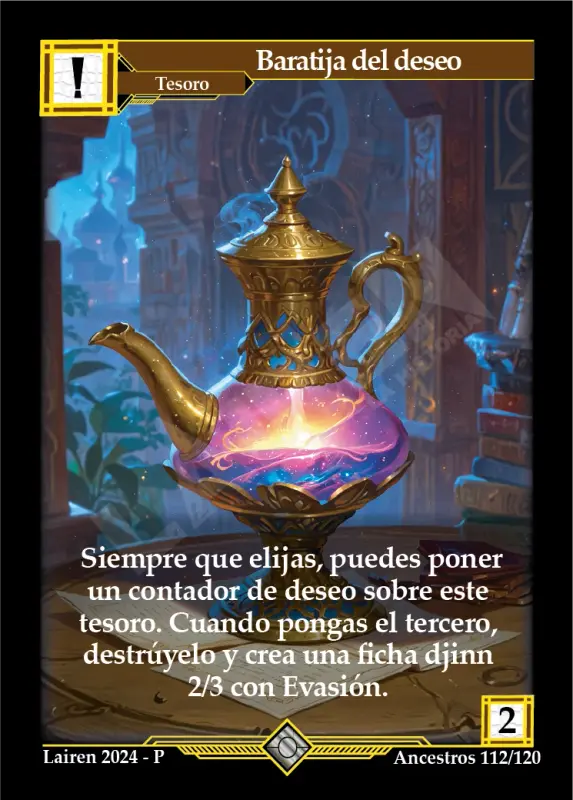 !
Baratija del deseo
Tesoro
Siempre que elijas, puedes poner
un contador de deseo sobre este
tesoro. Cuando pongas el tercero,
destrúyelo y crea una ficha djinn
2/3 con Evasión.
2
Lairen 2024 - P
Ancestros 112/120